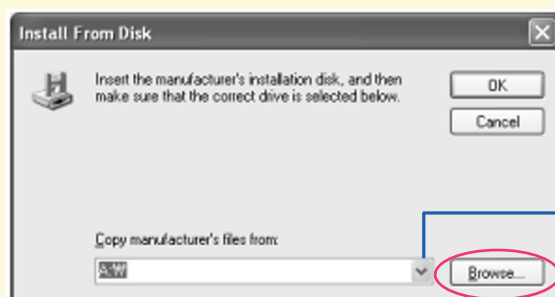 Install From Disk
Insert the manufacturer's installation disk, and then
make sure that the correct drive is selected below.
OK
Cancel
Copy manufacturer's files from:
A:₩
Browse...